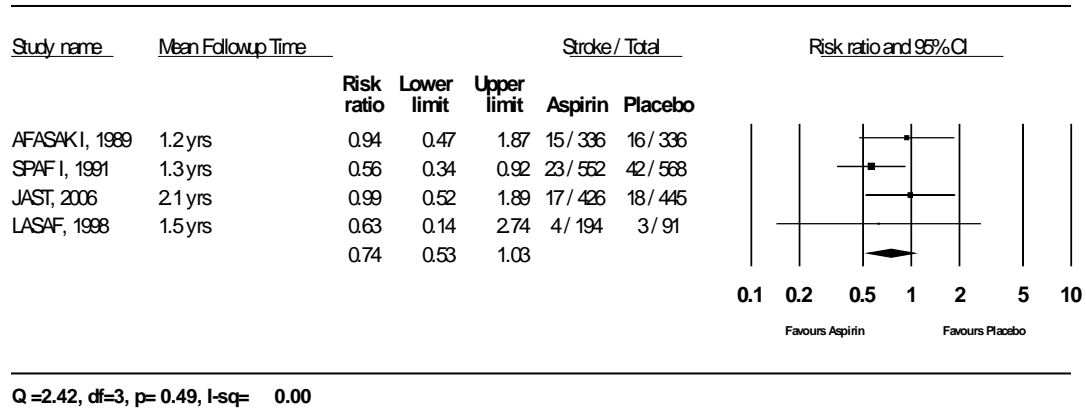 Study name Mean Followup Time Stroke / Total Risk ratio and 95% CI
Risk ratio Lower limit Upper limit Aspirin Placebo
AFASAK I, 1989 1.2 yrs 0.94 0.47 1.87 15 / 336 16 / 336
SPAF I, 1991 1.3 yrs 0.56 0.34 0.92 23 / 552 42 / 568
JAST, 2006 2.1 yrs 0.99 0.52 1.89 17 / 426 18 / 445
LASAF, 1998 1.5 yrs 0.63 0.14 2.74 4 / 194 3 / 91
0.74 0.53 1.03
0.1 0.2 0.5 1 2 5 10
Favours Aspirin Favours Placebo
Q =2.42, df=3, p= 0.49, I-sq= 0.00